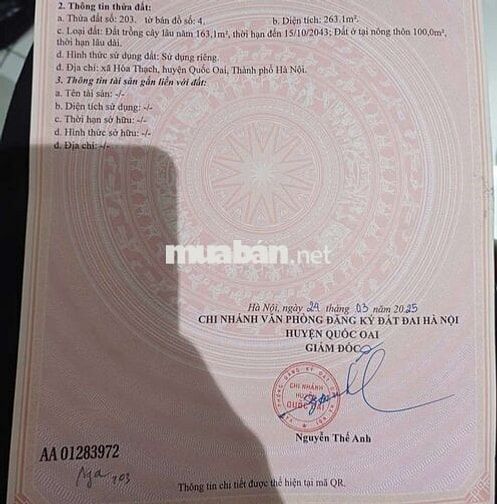 2. Thông tin thửa đất:
a. Thửa đất số: 203. tờ bản đồ số: 4. b. Diện tích: 263.1m².
c. Loại đất: Đất trồng cây lâu năm 163,1m², thời hạn đến 15/10/2043; Đất ở tại nông thôn 100,0m²,
thời hạn lâu dài.
d. Hình thức sử dụng đất: Sử dụng riêng.
đ. Địa chỉ: xã Hòa Thạch, huyện Quốc Oai, Thành phố Hà Nội.
3. Thông tin tài sản gắn liền với đất:
a. Tên tài sản: -/-
b. Diện tích sử dụng: -/-
c. Thời hạn sở hữu: -/-
d. Hình thức sở hữu: -/-
đ. Địa chỉ: -/-
muabán.net
Hà Nội, ngày 24 tháng 03 năm 2025
CHI NHÁNH VĂN PHÒNG ĐĂNG KÝ ĐẤT ĐAI HÀ NỘI
HUYỆN QUỐC OAI
GIÁM ĐỐC
CHI NHÁNH
HUYỆN
QUỐC OAI
Nguyễn Thế Anh
AA 01283972
Nga 203
Thông tin chi tiết được thể hiện tại mã QR.